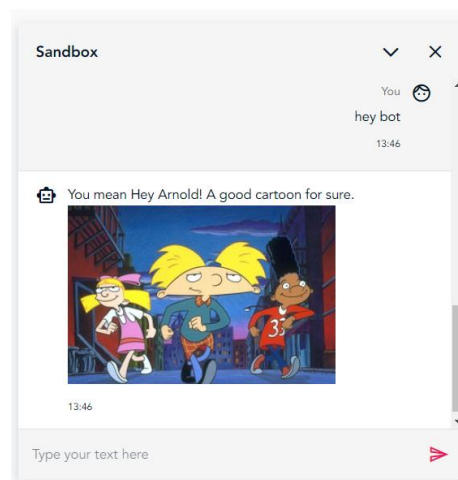 Sandbox
You
hey bot
13:46
You mean Hey Arnold! A good cartoon for sure.
33
13:46
Type your text here